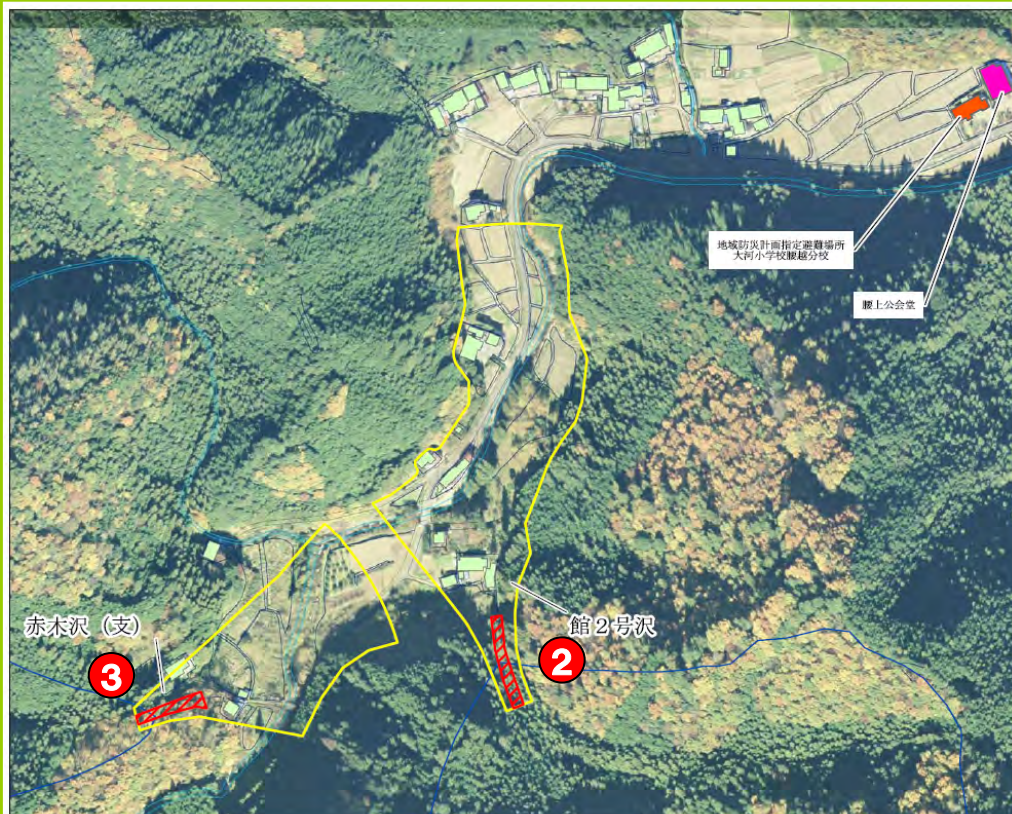 地域防災計画指定避難場所
大河小学校腰越分校
腰上公会堂
赤木沢（支）
館２号沢
3
2